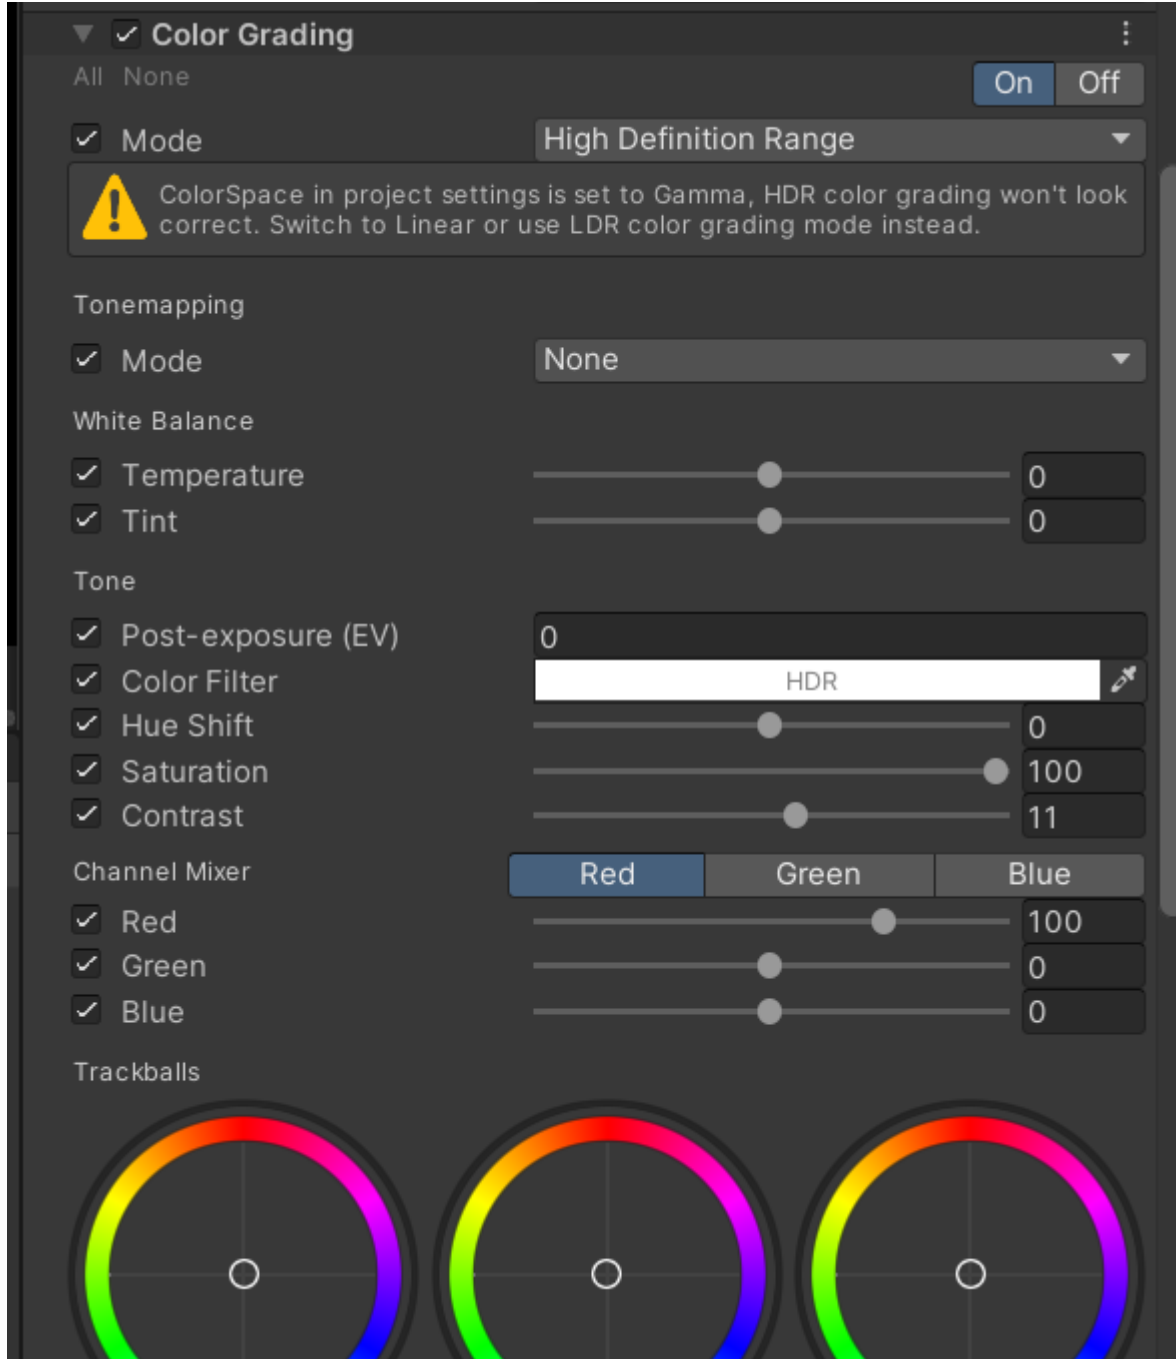 Color Grading
All None
On Off
Mode High Definition Range
ColorSpace in project settings is set to Gamma, HDR color grading won't look
correct. Switch to Linear or use LDR color grading mode instead.
Tonemapping
Mode None
White Balance
Temperature 0
Tint 0
Tone
Post-exposure (EV) 0
Color Filter HDR
Hue Shift 0
Saturation 100
Contrast 11
Channel Mixer Red Green Blue
Red 100
Green 0
Blue 0
Trackballs